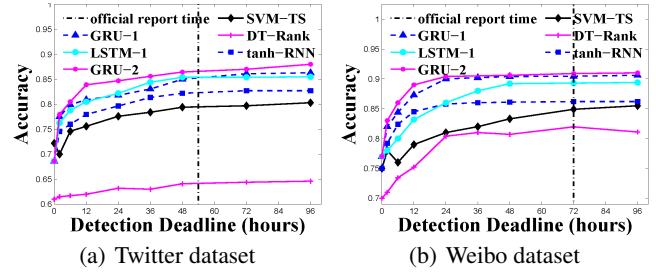 official report time
GRU−1
LSTM−1
GRU−2
SVM−TS
DT−Rank
tanh−RNN
Accuracy
1
0.95
0.9
0.85
0.8
0.75
0.7
0.65
0.6
0 12 24 36 48 60 72 84 96
Detection Deadline (hours)
(a) Twitter dataset
official report time
GRU−1
LSTM−1
GRU−2
SVM−TS
DT−Rank
tanh−RNN
Accuracy
1
0.95
0.9
0.85
0.8
0.75
0.7
0 12 24 36 48 60 72 84 96
Detection Deadline (hours)
(b) Weibo dataset